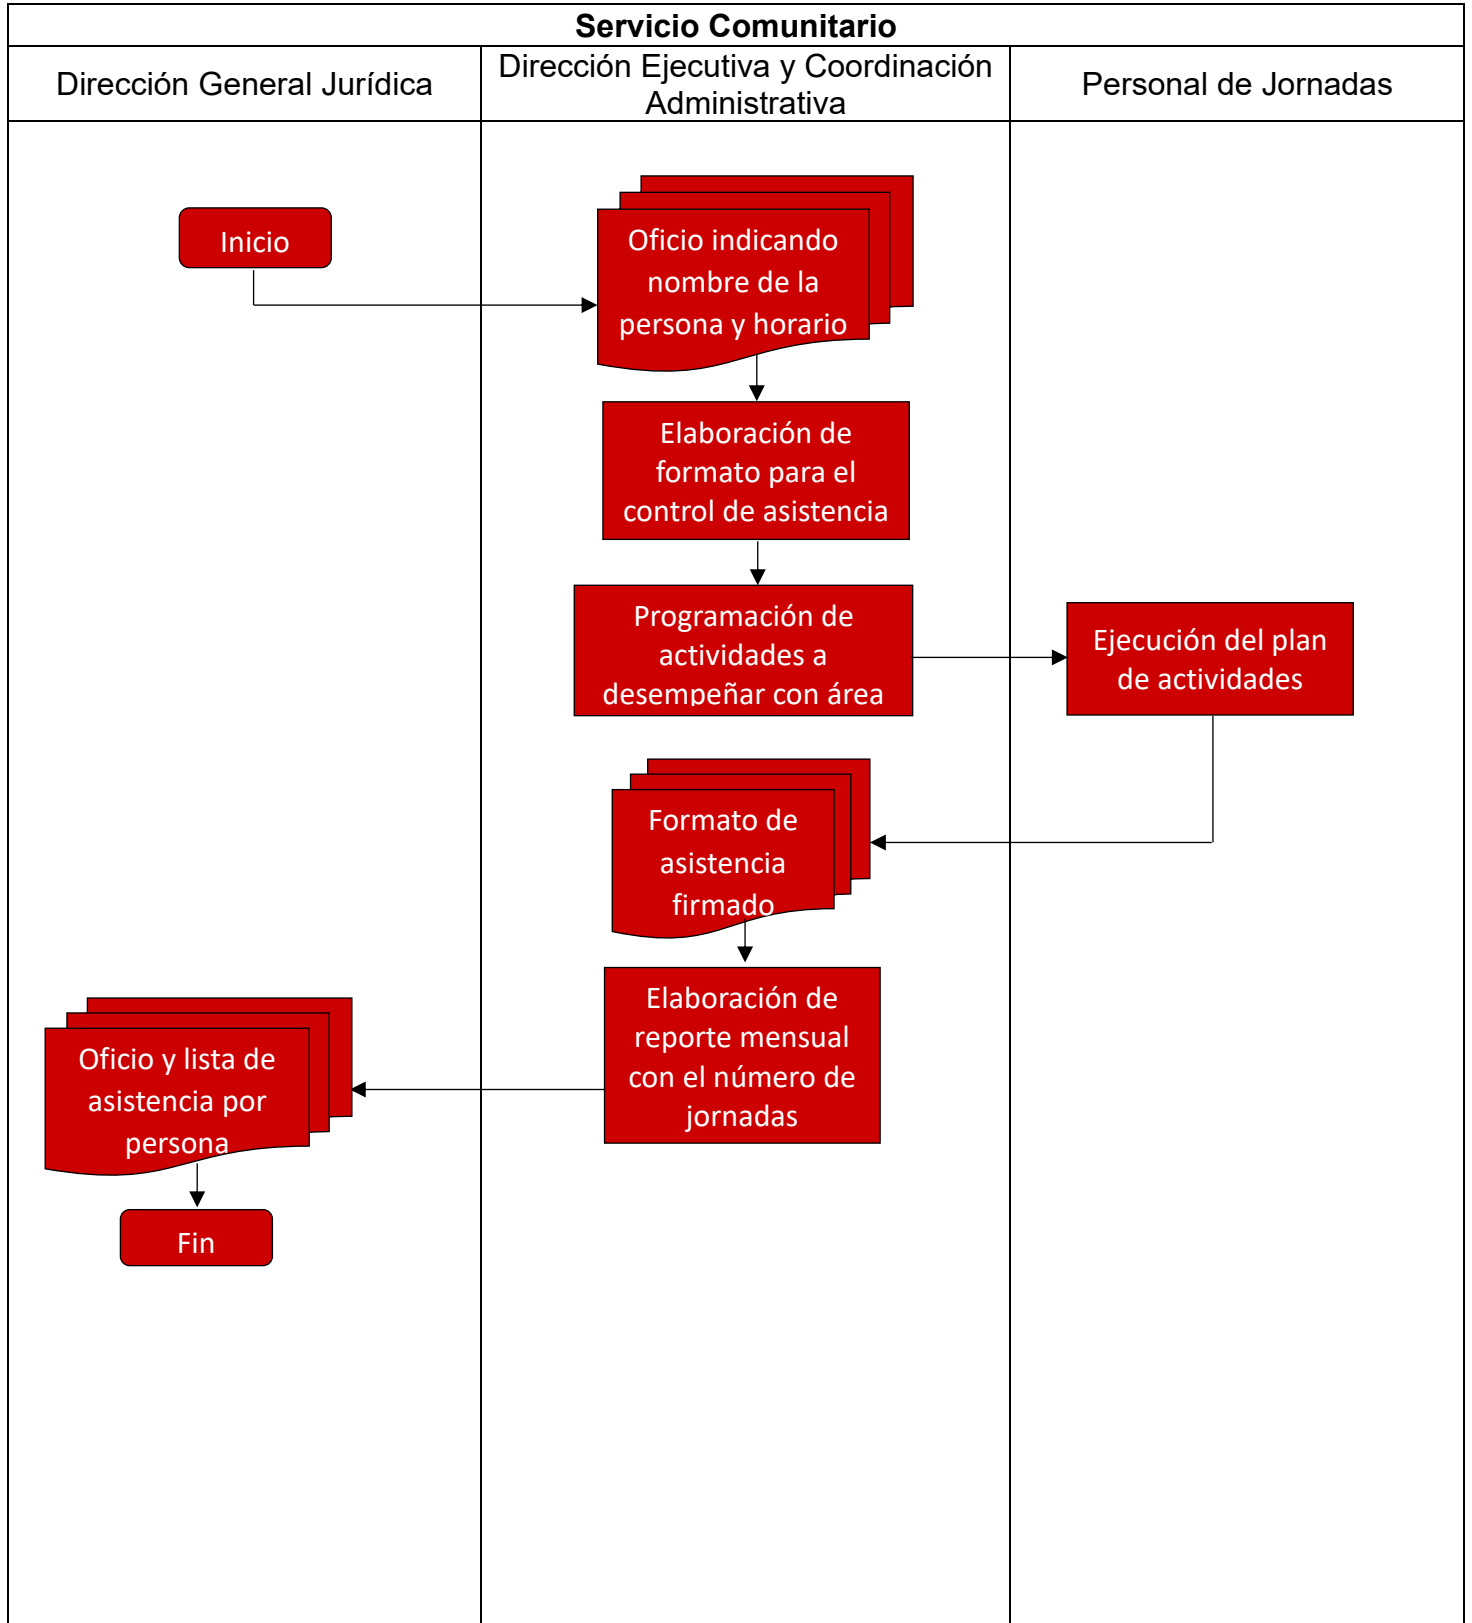 Servicio Comunitario
Dirección General Jurídica
Dirección Ejecutiva y Coordinación
Administrativa
Personal de Jornadas
Inicio
Oficio indicando
nombre de la
persona y horario
Elaboración de
formato para el
control de asistencia
Programación de
actividades a
desempeñar con área
Ejecución del plan
de actividades
Formato de
asistencia
firmado
Elaboración de
reporte mensual
con el número de
jornadas
Oficio y lista de
asistencia por
persona
Fin